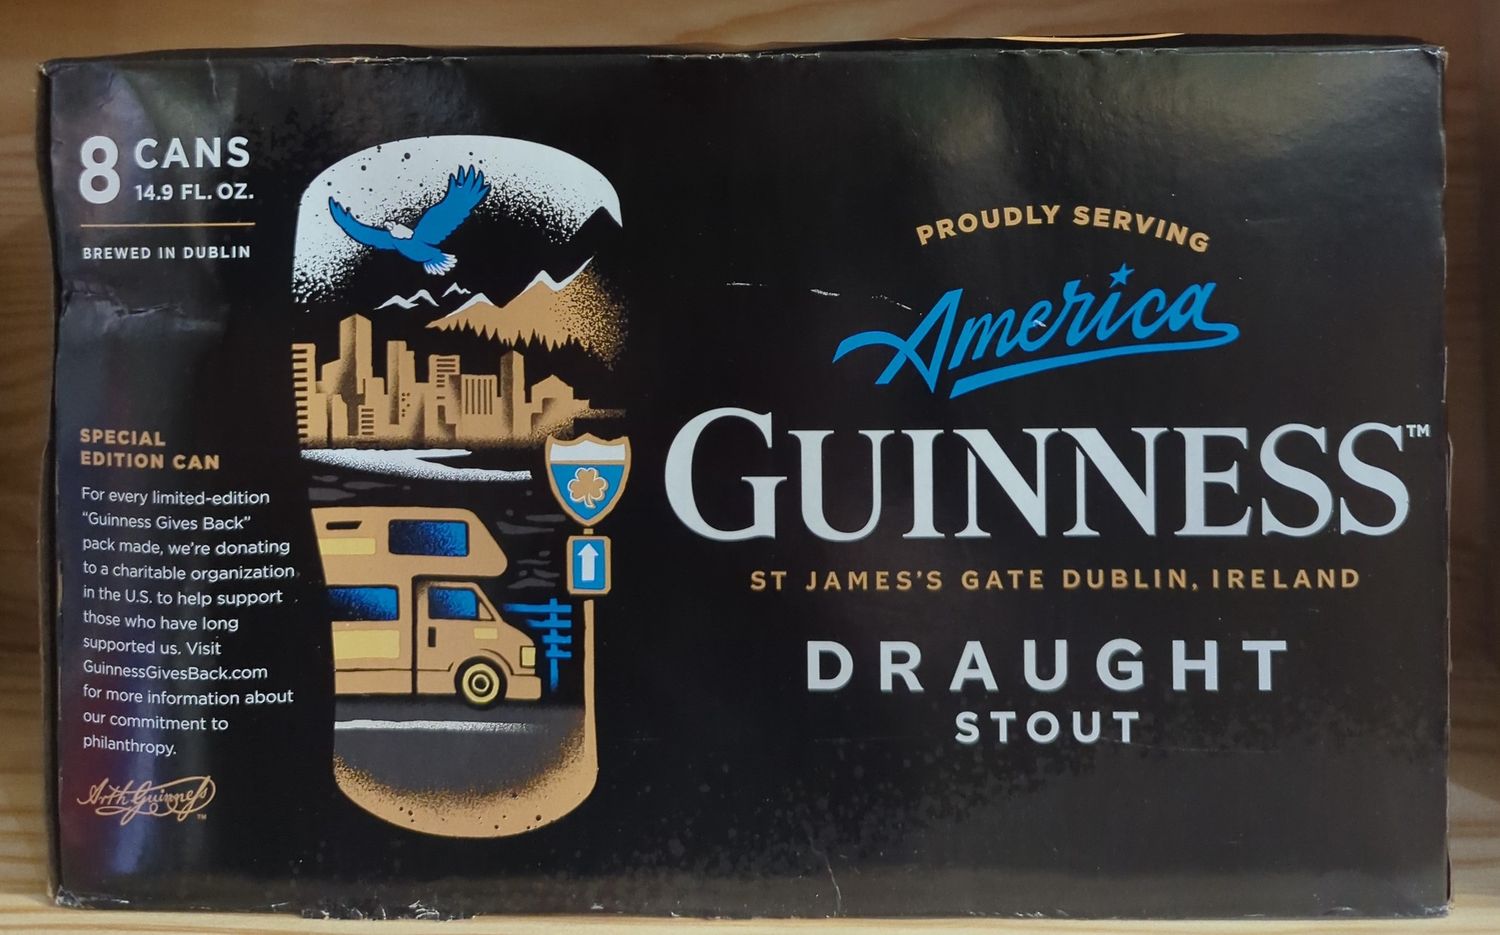 8 CANS
14.9 FL. OZ.
BREWED IN DUBLIN
SPECIAL
EDITION CAN
For every limited-edition
“Guinness Gives Back”
pack made, we’re donating
to a charitable organization
in the U.S. to help support
those who have long
supported us. Visit
GuinnessGivesBack.com
for more information about
our commitment to
philanthropy.
Arth Guinness
TM
PROUDLY SERVING
America
GUINNESS™
ST JAMES’S GATE DUBLIN, IRELAND
DRAUGHT
STOUT